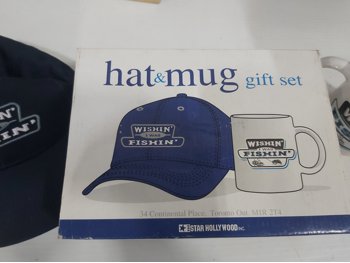 hat&mug gift set
WISHIN'
I WAS
FISHIN'
WISHIN'
I WAS
FISHIN'
34 Continental Place, Toronto Ont. M1R 2T4
STAR HOLLYWOOD INC.
WISHIN'
FISHIN'